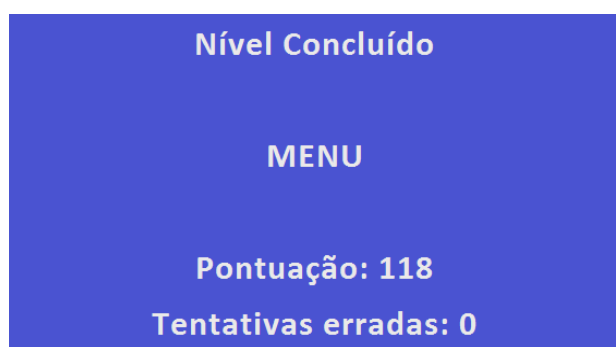 Nível Concluído
MENU
Pontuação: 118
Tentativas erradas: 0